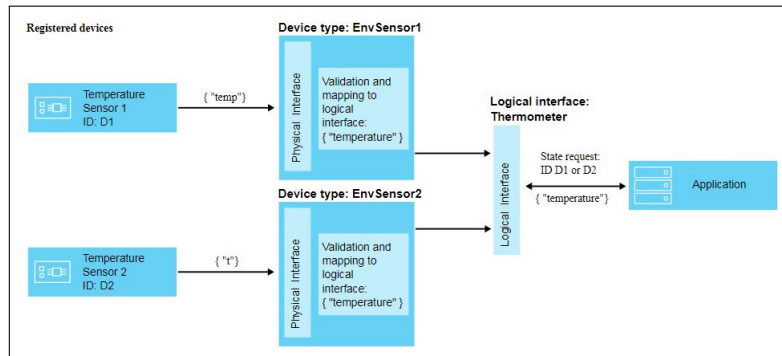 Registered devices
Device type: EnvSensor1
Temperature
Sensor 1
ID: D1
{ "temp"}
Physical Interface
Validation and
mapping to
logical
interface:
{ "temperature" }
Logical interface:
Thermometer
Logical Interface
State request:
ID D1 or D2
{ "temperature"}
Application
Device type: EnvSensor2
Temperature
Sensor 2
ID: D2
{ "t"}
Physical Interface
Validation and
mapping to
logical
interface:
{ "temperature" }